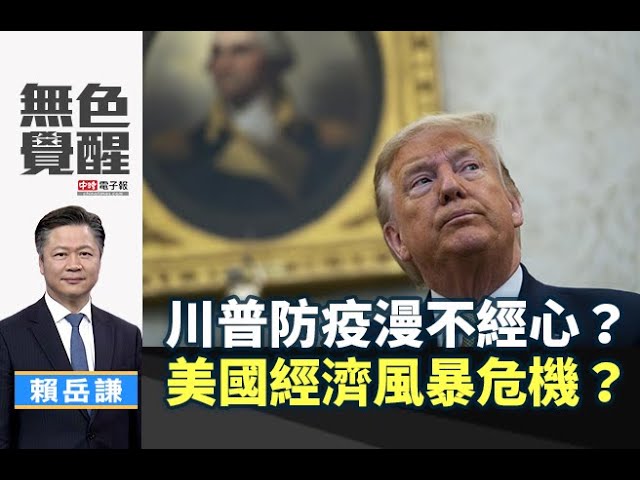 無色
覺醒
中時 電子報
賴岳謙
川普防疫漫不經心？
美國經濟風暴危機？